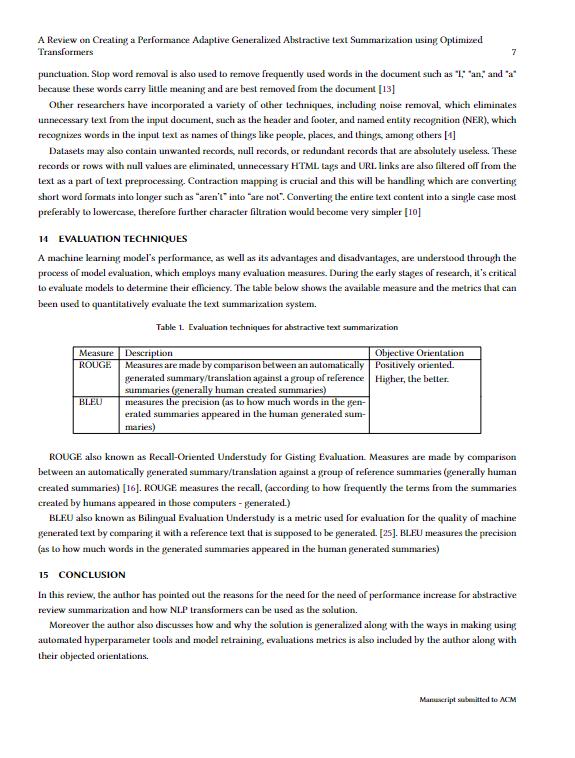 A Review on Creating a Performance Adaptive Generalized Abstractive text Summarization using Optimized
Transformers 7
punctuation. Stop word removal is also used to remove frequently used words in the document such as "I," "an," and "a"
because these words carry little meaning and are best removed from the document [13]
Other researchers have incorporated a variety of other techniques, including noise removal, which eliminates
unnecessary text from the input document, such as the header and footer, and named entity recognition (NER), which
recognizes words in the input text as names of things like people, places, and things, among others [4]
Datasets may also contain unwanted records, null records, or redundant records that are absolutely useless. These
records or rows with null values are eliminated, unnecessary HTML tags and URL links are also filtered off from the
text as a part of text preprocessing. Contraction mapping is crucial and this will be handling which are converting
short word formats into longer such as “aren't” into “are not”. Converting the entire text content into a single case most
preferably to lowercase, therefore further character filtration would become very simpler [10]
14 EVALUATION TECHNIQUES
A machine learning model's performance, as well as its advantages and disadvantages, are understood through the
process of model evaluation, which employs many evaluation measures. During the early stages of research, it's critical
to evaluate models to determine their efficiency. The table below shows the available measure and the metrics that can
been used to quantitatively evaluate the text summarization system.
Table 1. Evaluation techniques for abstractive text summarization
Measure Description Objective Orientation
ROUGE Measures are made by comparison between an automatically Positively oriented.
generated summary/translation against a group of reference Higher, the better.
summaries (generally human created summaries)
BLEU measures the precision (as to how much words in the gen-
erated summaries appeared in the human generated sum-
maries)
ROUGE also known as Recall-Oriented Understudy for Gisting Evaluation. Measures are made by comparison
between an automatically generated summary/translation against a group of reference summaries (generally human
created summaries) [16]. ROUGE measures the recall, (according to how frequently the terms from the summaries
created by humans appeared in those computers - generated.)
BLEU also known as Bilingual Evaluation Understudy is a metric used for evaluation for the quality of machine
generated text by comparing it with a reference text that is supposed to be generated. [25]. BLEU measures the precision
(as to how much words in the generated summaries appeared in the human generated summaries)
15 CONCLUSION
In this review, the author has pointed out the reasons for the need for the need of performance increase for abstractive
review summarization and how NLP transformers can be used as the solution.
Moreover the author also discusses how and why the solution is generalized along with the ways in making using
automated hyperparameter tools and model retraining, evaluations metrics is also included by the author along with
their objected orientations.
Manuscript submitted to ACM